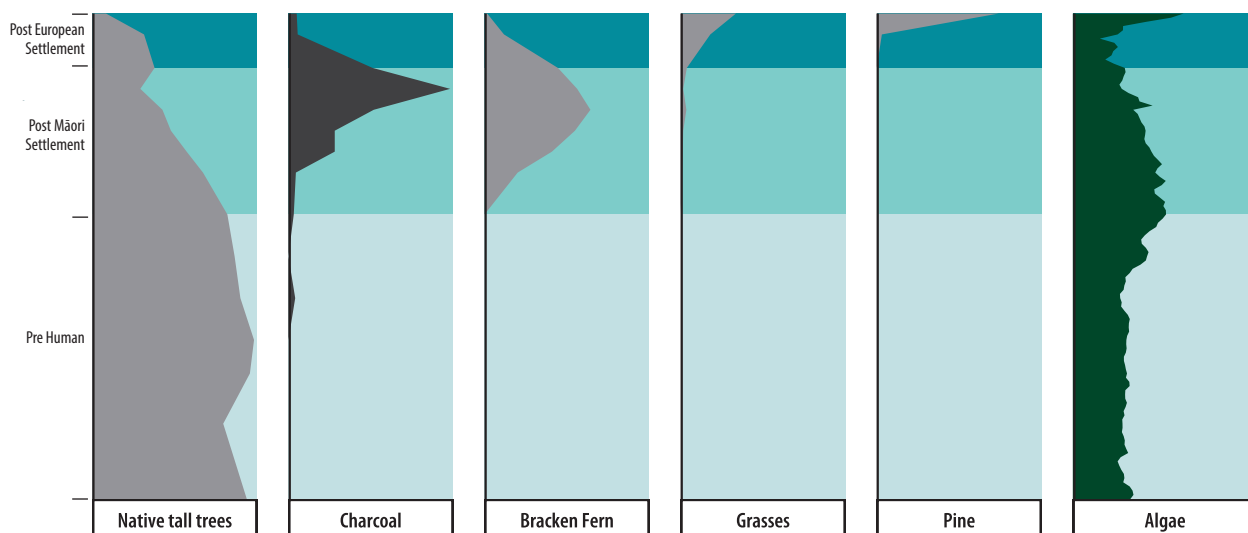 Post European
Settlement
Post Māori
Settlement
Pre Human
Native tall trees
Charcoal
Bracken Fern
Grasses
Pine
Algae